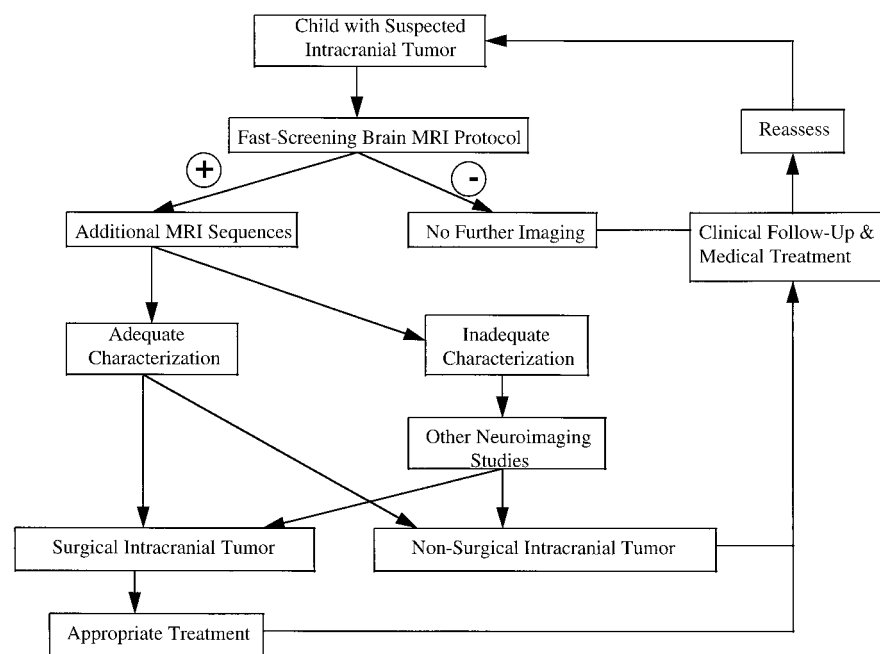 Child with Suspected
Intracranial Tumor
Fast-Screening Brain MRI Protocol
Reassess
+
-
Additional MRI Sequences
No Further Imaging
Clinical Follow-Up &
Medical Treatment
Adequate
Characterization
Inadequate
Characterization
Other Neuroimaging
Studies
Surgical Intracranial Tumor
Non-Surgical Intracranial Tumor
Appropriate Treatment